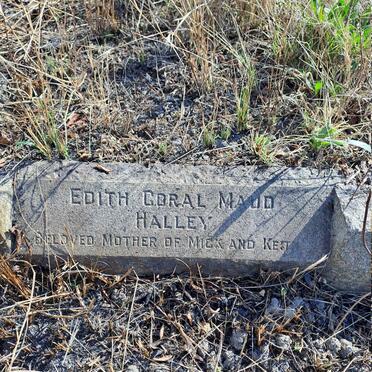 Edith Coral Maud
Halley
Beloved Mother of Mick and Ken